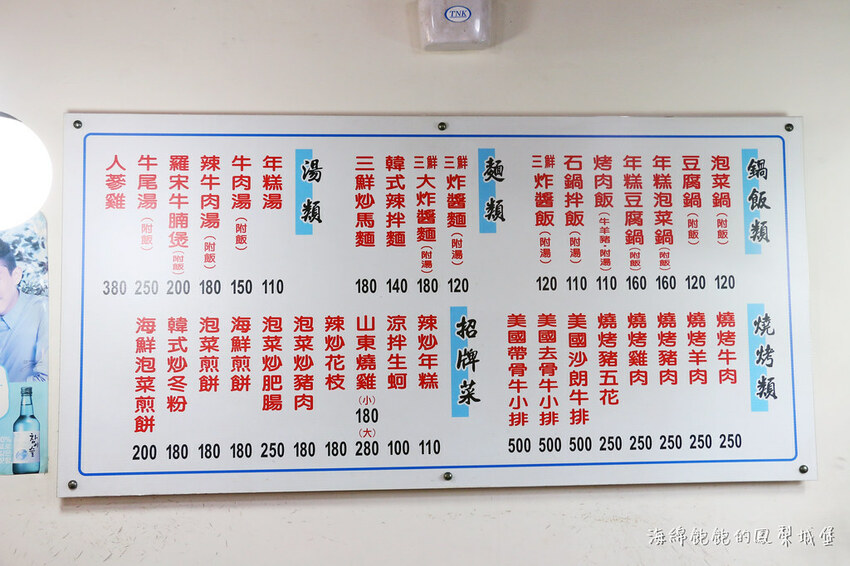 TNK
鍋飯類
泡菜鍋(附飯) 120
豆腐鍋(附飯) 120
年糕泡菜鍋(附飯) 160
年糕豆腐鍋(附飯) 160
烤肉飯(牛羊豬·附湯) 110
石鍋拌飯(附湯) 110
三鮮炸醬飯(附湯) 120
麵類
三鮮炸醬麵(附湯) 120
三鮮大炸醬麵(附湯) 180
韓式辣拌麵 140
三鮮炒馬麵 180
湯類
年糕湯 110
牛肉湯(附飯) 150
辣牛肉湯(附飯) 180
羅宋牛腩煲(附飯) 200
牛尾湯(附飯) 250
人蔘雞 380
燒烤類
燒烤牛肉 250
燒烤羊肉 250
燒烤豬肉 250
燒烤雞肉 250
燒烤豬五花 250
美國沙朗牛排 500
美國去骨牛小排 500
美國帶骨牛小排 500
招牌菜
辣炒年糕 110
涼拌生蚵 100
山東燒雞(小)180(大)280
辣炒花枝 180
泡菜炒豬肉 180
泡菜炒肥腸 250
海鮮煎餅 180
泡菜煎餅 180
韓式炒冬粉 180
海鮮泡菜煎餅 200
海綿飽飽的鳳梨城堡